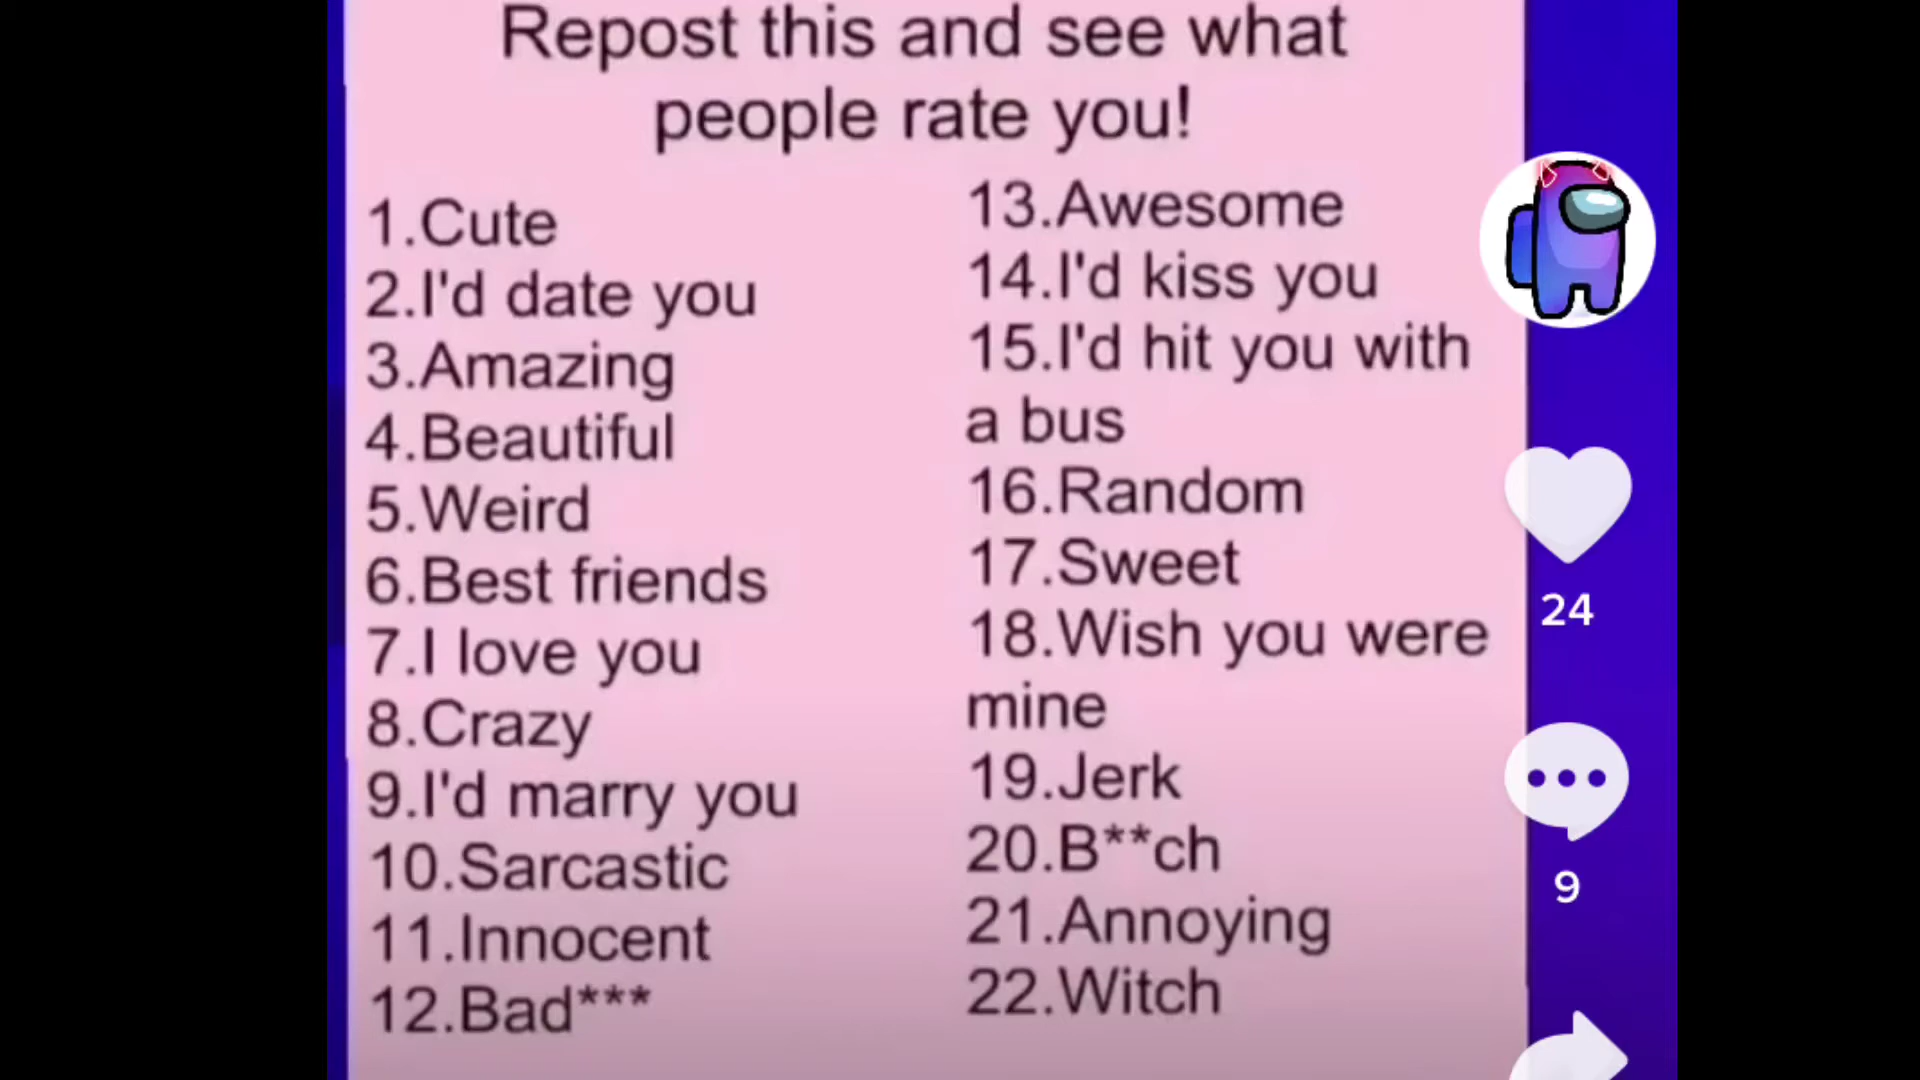 Repost this and see what
people rate you!
1.Cute
2.I'd date you
3.Amazing
4.Beautiful
5.Weird
6.Best friends
7.I love you
8.Crazy
9.I'd marry you
10.Sarcastic
11.Innocent
12.Bad***
13.Awesome
14.I'd kiss you
15.I'd hit you with
a bus
16.Random
17.Sweet
18.Wish you were
mine
19.Jerk
20.B**ch
21.Annoying
22.Witch
24
9